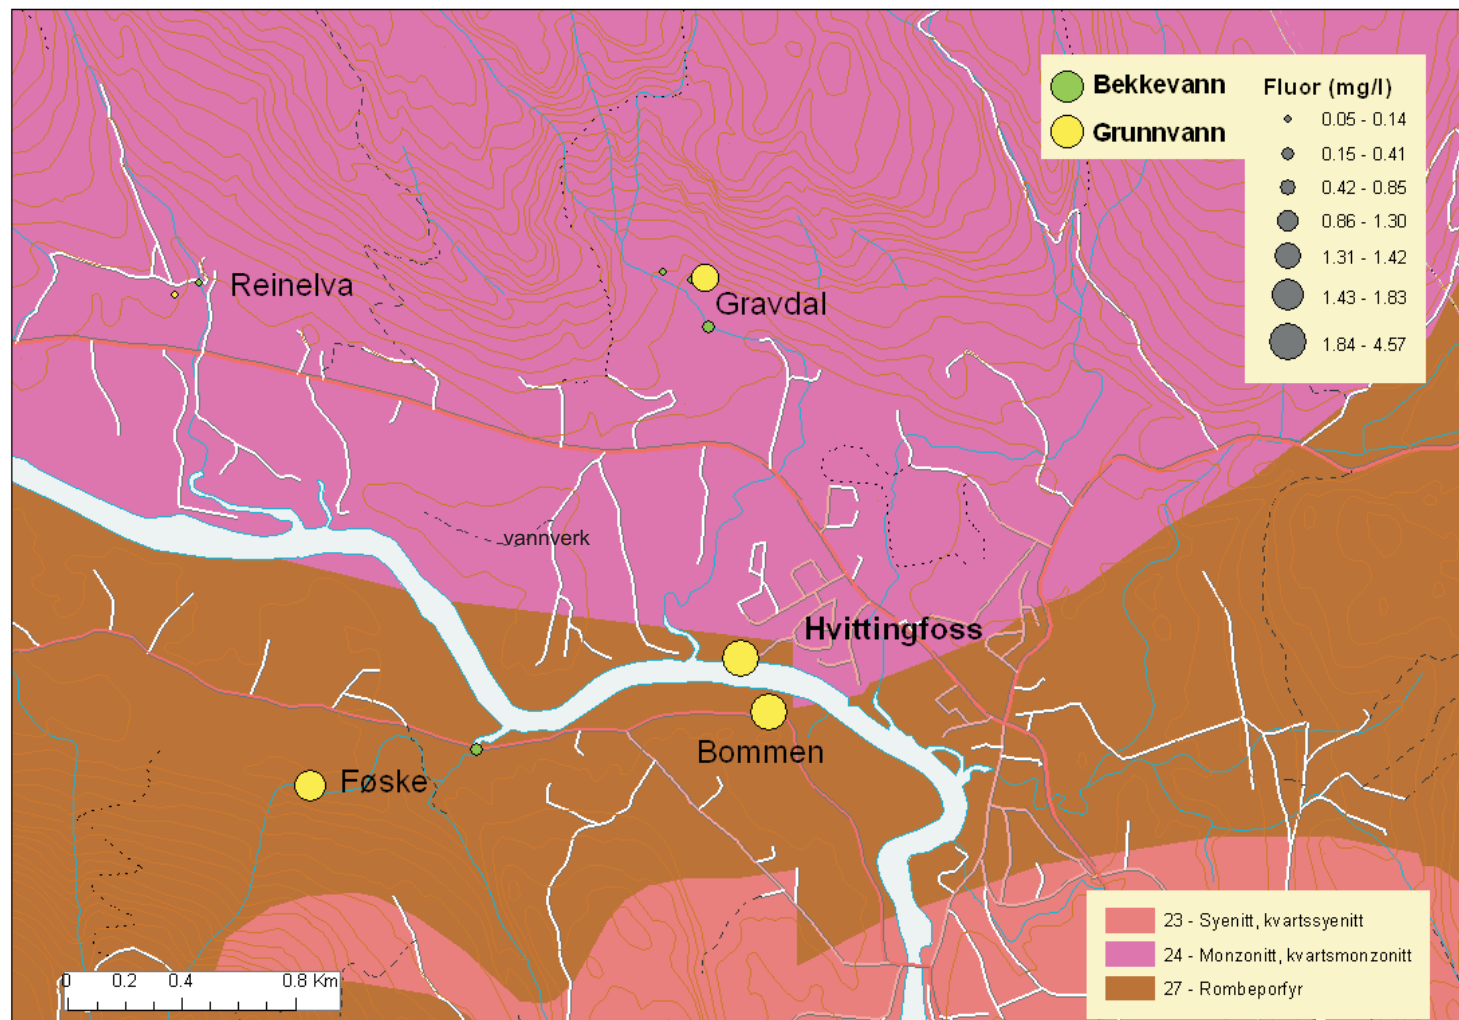 Bekkevann
Grunnvann
Fluor (mg/l)
0.05 - 0.14
0.15 - 0.41
0.42 - 0.85
0.86 - 1.30
1.31 - 1.42
1.43 - 1.83
1.84 - 4.57
Reinelva
Gravdal
vannverk
Hvittingfoss
Bommen
Føske
0 0.2 0.4 0.8 Km
23 - Syenitt, kvartssyenitt
24 - Monzonitt, kvartsmonzonitt
27 - Rombeporfyr